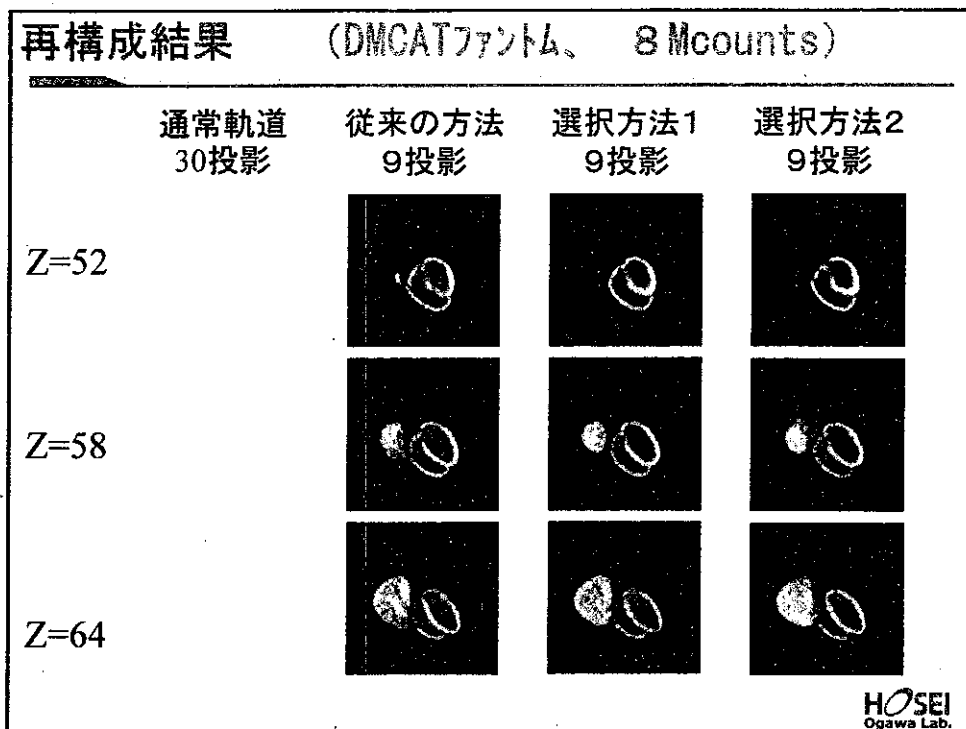 再構成結果 (DMCATファントム、 8 Mcounts)
通常軌道 従来の方法 選択方法1 選択方法2
30投影 9投影 9投影 9投影
Z=52
Z=58
Z=64
HOSEI
Ogawa Lab.